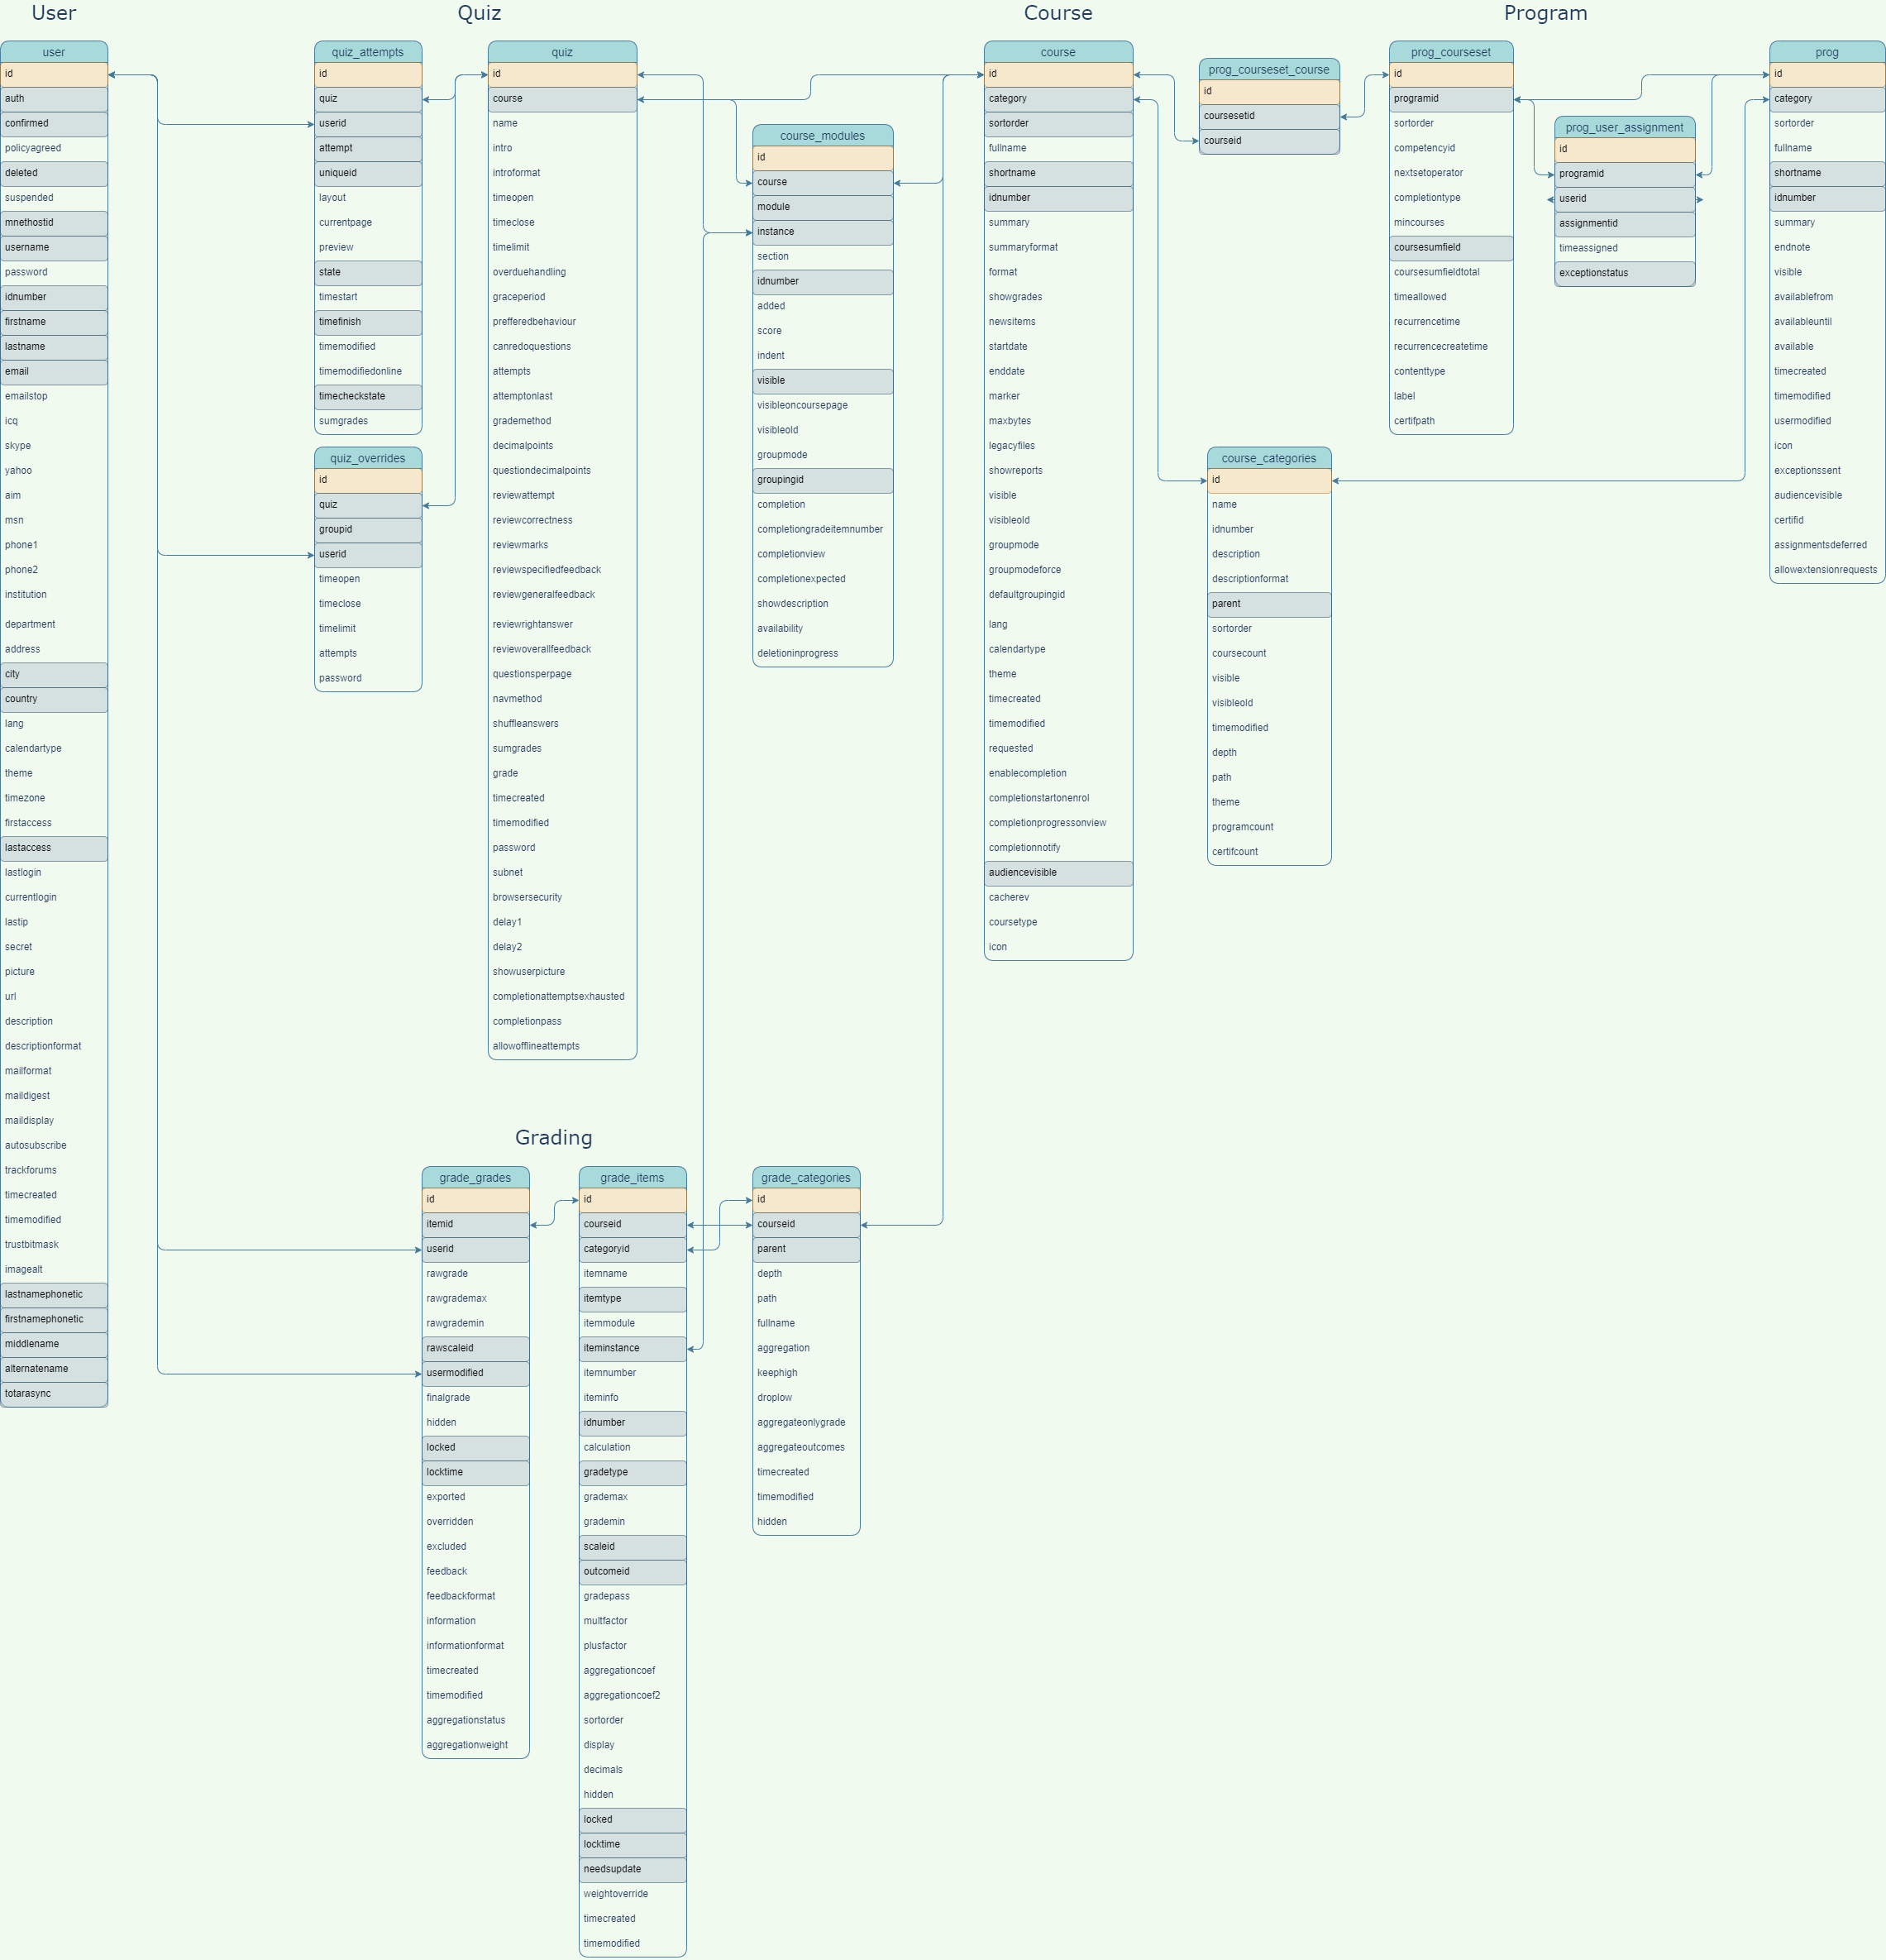 User
Quiz
Course
Program
user
id
auth
confirmed
policyagreed
deleted
suspended
mnethostid
username
password
idnumber
firstname
lastname
email
emailstop
icq
skype
yahoo
aim
msn
phone1
phone2
institution
department
address
city
country
lang
calendartype
theme
timezone
firstaccess
lastaccess
lastlogin
currentlogin
lastip
secret
picture
url
description
descriptionformat
mailformat
maildigest
maildisplay
autosubscribe
trackforums
timecreated
timemodified
trustbitmask
imagealt
lastnamephonetic
firstnamephonetic
middlename
alternatename
totarasync
quiz_attempts
id
quiz
userid
attempt
uniqueid
layout
currentpage
preview
state
timestart
timefinish
timemodified
timemodifiedonline
timecheckstate
sumgrades
quiz_overrides
id
quiz
groupid
userid
timeopen
timeclose
timelimit
attempts
password
quiz
id
course
name
intro
introformat
timeopen
timeclose
timelimit
overduehandling
graceperiod
prefferedbehaviour
canredoquestions
attempts
attemptonlast
grademethod
decimalpoints
questiondecimalpoints
reviewattempt
reviewcorrectness
reviewmarks
reviewspecifiedfeedback
reviewgeneralfeedback
reviewrightanswer
reviewoverallfeedback
questionsperpage
navmethod
shuffleanswers
sumgrades
grade
timecreated
timemodified
password
subnet
browsersecurity
delay1
delay2
showuserpicture
completionattemptsexhausted
completionpass
allowofflineattempts
course_modules
id
course
module
instance
section
idnumber
added
score
indent
visible
visibleoncoursepage
visibleold
groupmode
groupingid
completion
completiongradeitemnumber
completionview
completionexpected
showdescription
availability
deletioninprogress
course
id
category
sortorder
fullname
shortname
idnumber
summary
summaryformat
format
showgrades
newsitems
startdate
enddate
marker
maxbytes
legacyfiles
showreports
visible
visibleold
groupmode
groupmodeforce
defaultgroupingid
lang
calendartype
theme
timecreated
timemodified
requested
enablecompletion
completionstartonenrol
completionprogressonview
completionnotify
audiencevisible
cacherev
coursetype
icon
prog_courseset_course
id
coursesetid
courseid
course_categories
id
name
idnumber
description
descriptionformat
parent
sortorder
coursecount
visible
visibleold
timemodified
depth
path
theme
programcount
certifcount
prog_courseset
id
programid
sortorder
competencyid
nextsetoperator
completiontype
mincourses
coursesumfield
coursesumfieldtotal
timeallowed
recurrencetime
recurrencecreatetime
contenttype
label
certifpath
prog_user_assignment
id
programid
userid
assignmentid
timeassigned
exceptionstatus
prog
id
category
sortorder
fullname
shortname
idnumber
summary
endnote
visible
availablefrom
availableuntil
available
timecreated
timemodified
usermodified
icon
exceptionssent
audiencevisible
certifid
assignmentsdeferred
allowextensionrequests
Grading
grade_grades
id
itemid
userid
rawgrade
rawgrademax
rawgrademin
rawscaleid
usermodified
finalgrade
hidden
locked
locktime
exported
overridden
excluded
feedback
feedbackformat
information
informationformat
timecreated
timemodified
aggregationstatus
aggregationweight
grade_items
id
courseid
categoryid
itemname
itemtype
itemmodule
iteminstance
itemnumber
iteminfo
idnumber
calculation
gradetype
grademax
grademin
scaleid
outcomeid
gradepass
multfactor
plusfactor
aggregationcoef
aggregationcoef2
sortorder
display
decimals
hidden
locked
locktime
needsupdate
weightoverride
timecreated
timemodified
grade_categories
id
courseid
parent
depth
path
fullname
aggregation
keephigh
droplow
aggregateonlygrade
aggregateoutcomes
timecreated
timemodified
hidden